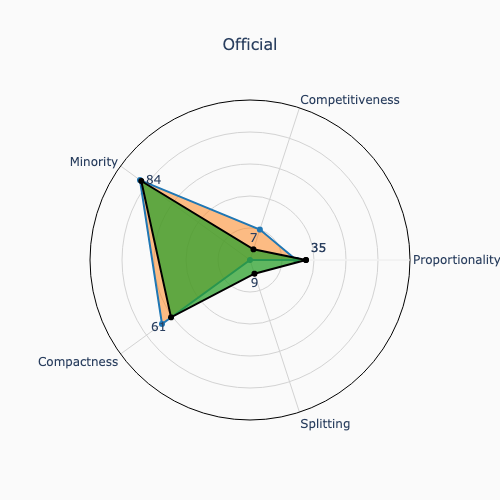 Official
Competitiveness
Minority
84
7
35
Proportionality
9
61
Compactness
Splitting